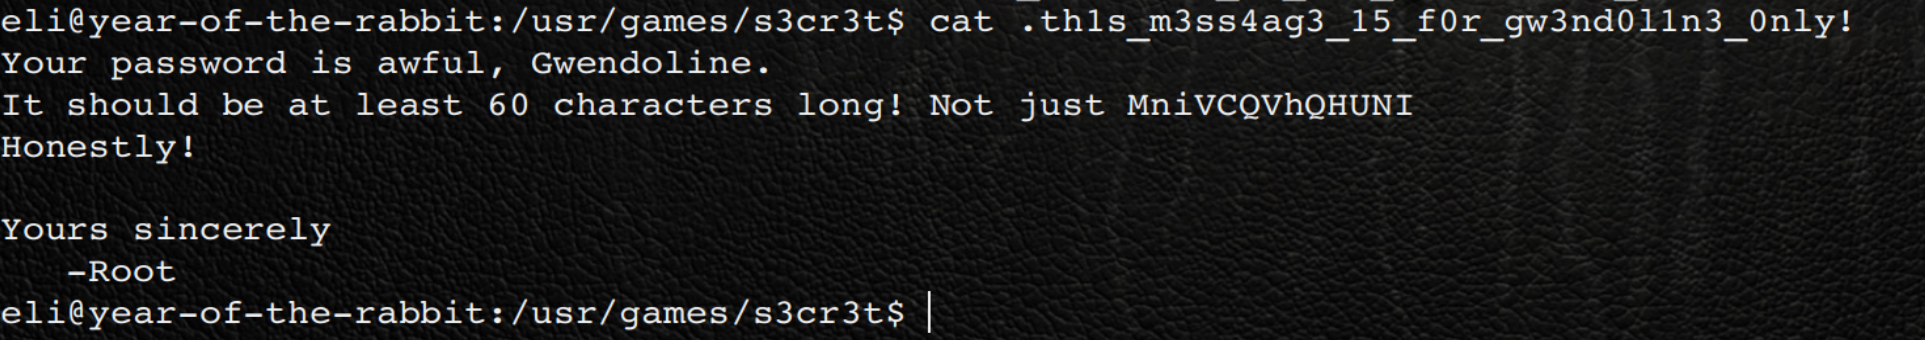 eli@year-of-the-rabbit:/usr/games/s3cr3t$ cat .th1s_m3ss4ag3_15_f0r_gw3nd0l1n3_0nly!
Your password is awful, Gwendoline.
It should be at least 60 characters long! Not just MniVCQVhQHUNI
Honestly!
Yours sincerely
   -Root
eli@year-of-the-rabbit:/usr/games/s3cr3t$